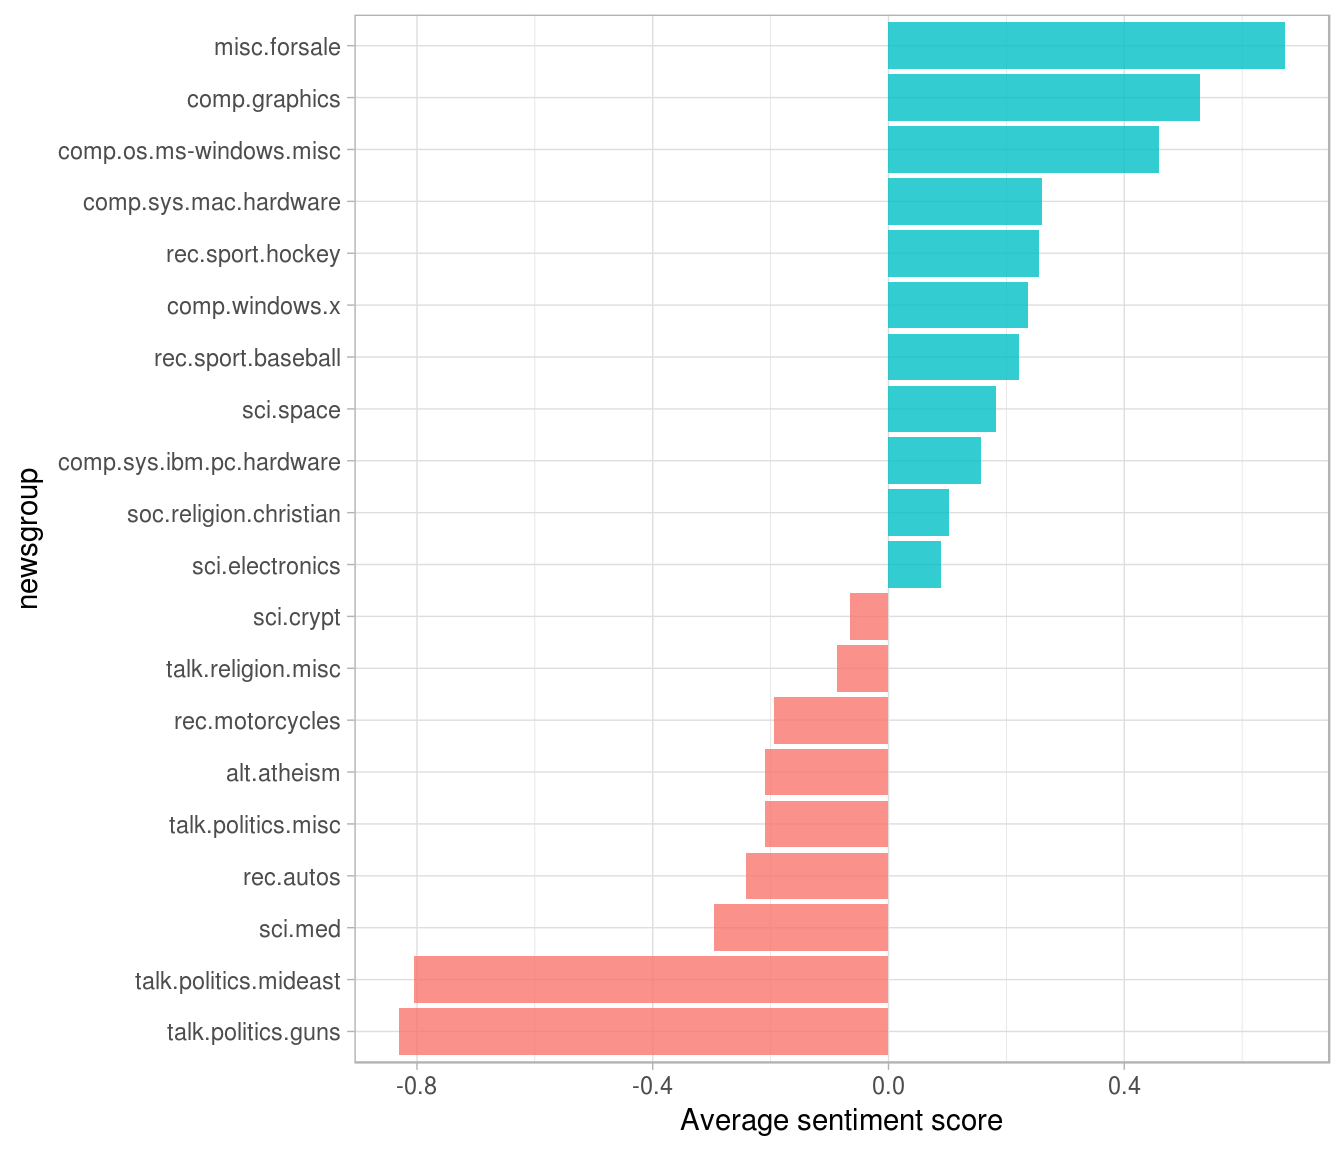 misc.forsale
comp.graphics
comp.os.ms-windows.misc
comp.sys.mac.hardware
rec.sport.hockey
comp.windows.x
rec.sport.baseball
sci.space
comp.sys.ibm.pc.hardware
soc.religion.christian
sci.electronics
sci.crypt
talk.religion.misc
rec.motorcycles
alt.atheism
talk.politics.misc
rec.autos
sci.med
talk.politics.mideast
talk.politics.guns
newsgroup
-0.8 -0.4 0.0 0.4
Average sentiment score